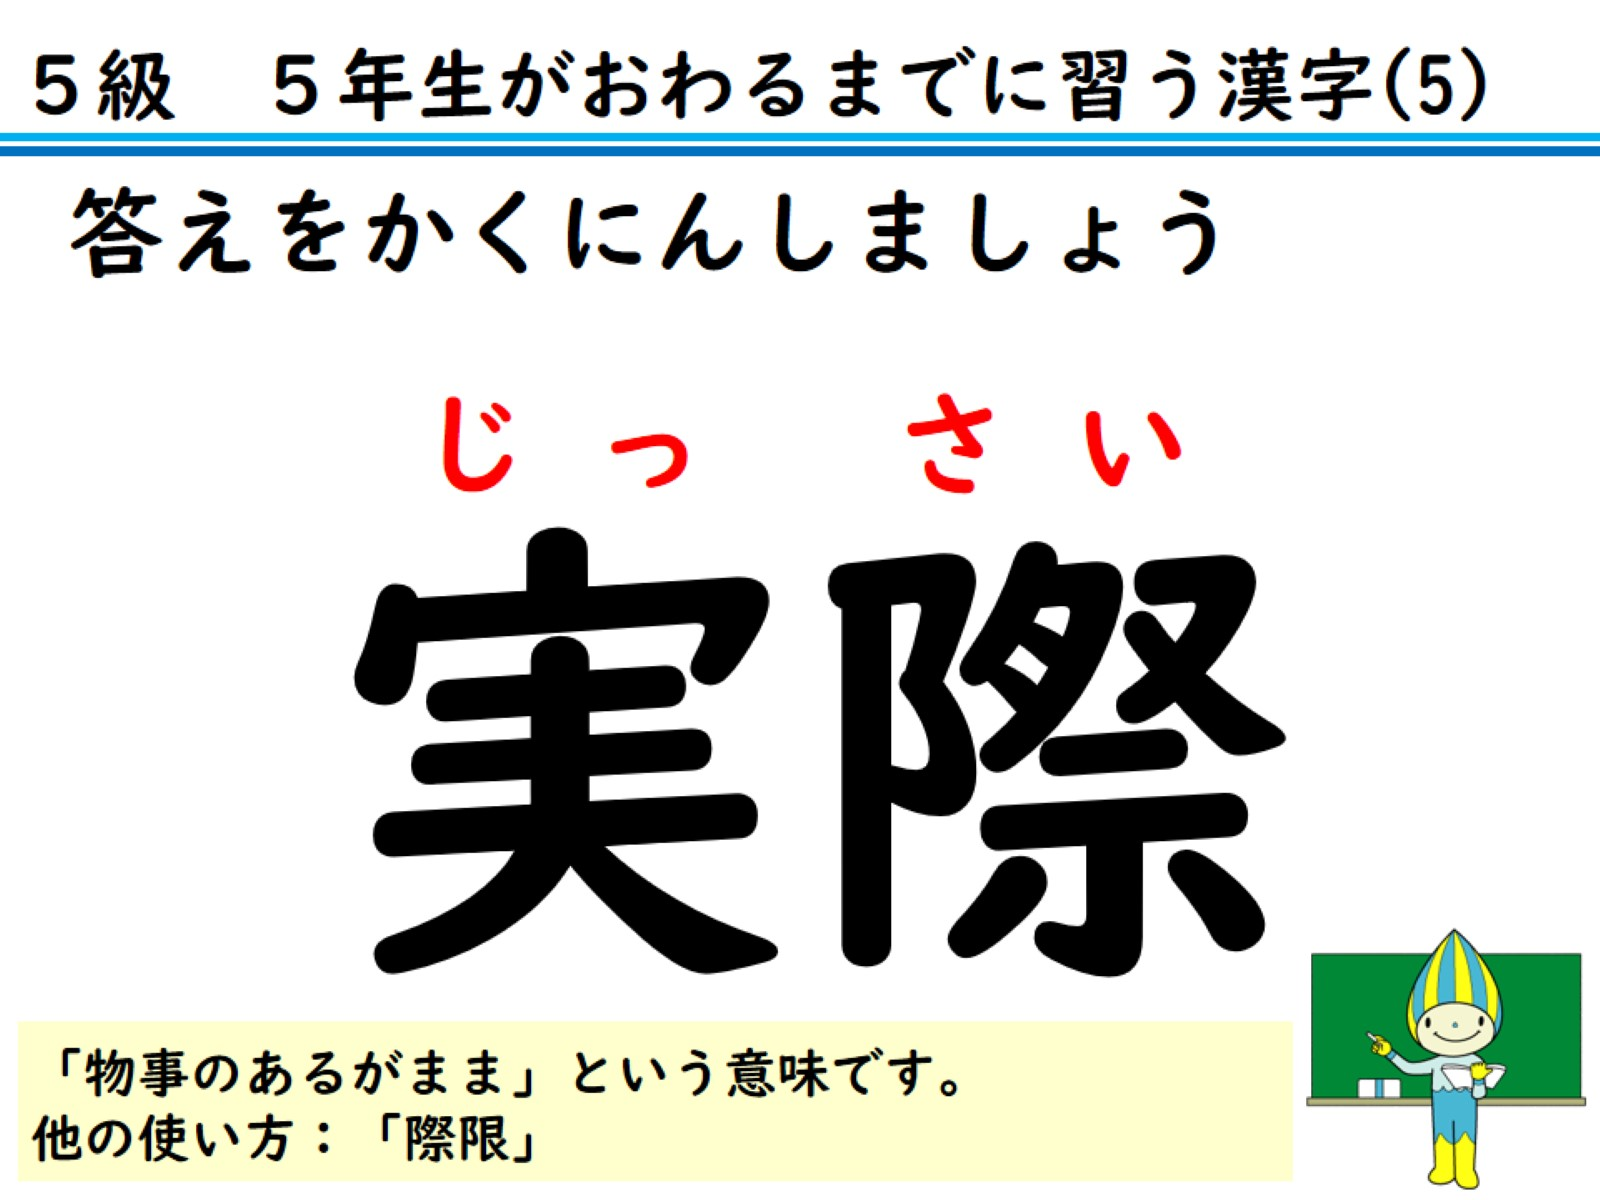 ５級　５年生がおわるまでに習う漢字(5)
答えをかくにんしましょう
じっ　さい
実際
「物事のあるがまま」という意味です。
他の使い方：「際限」